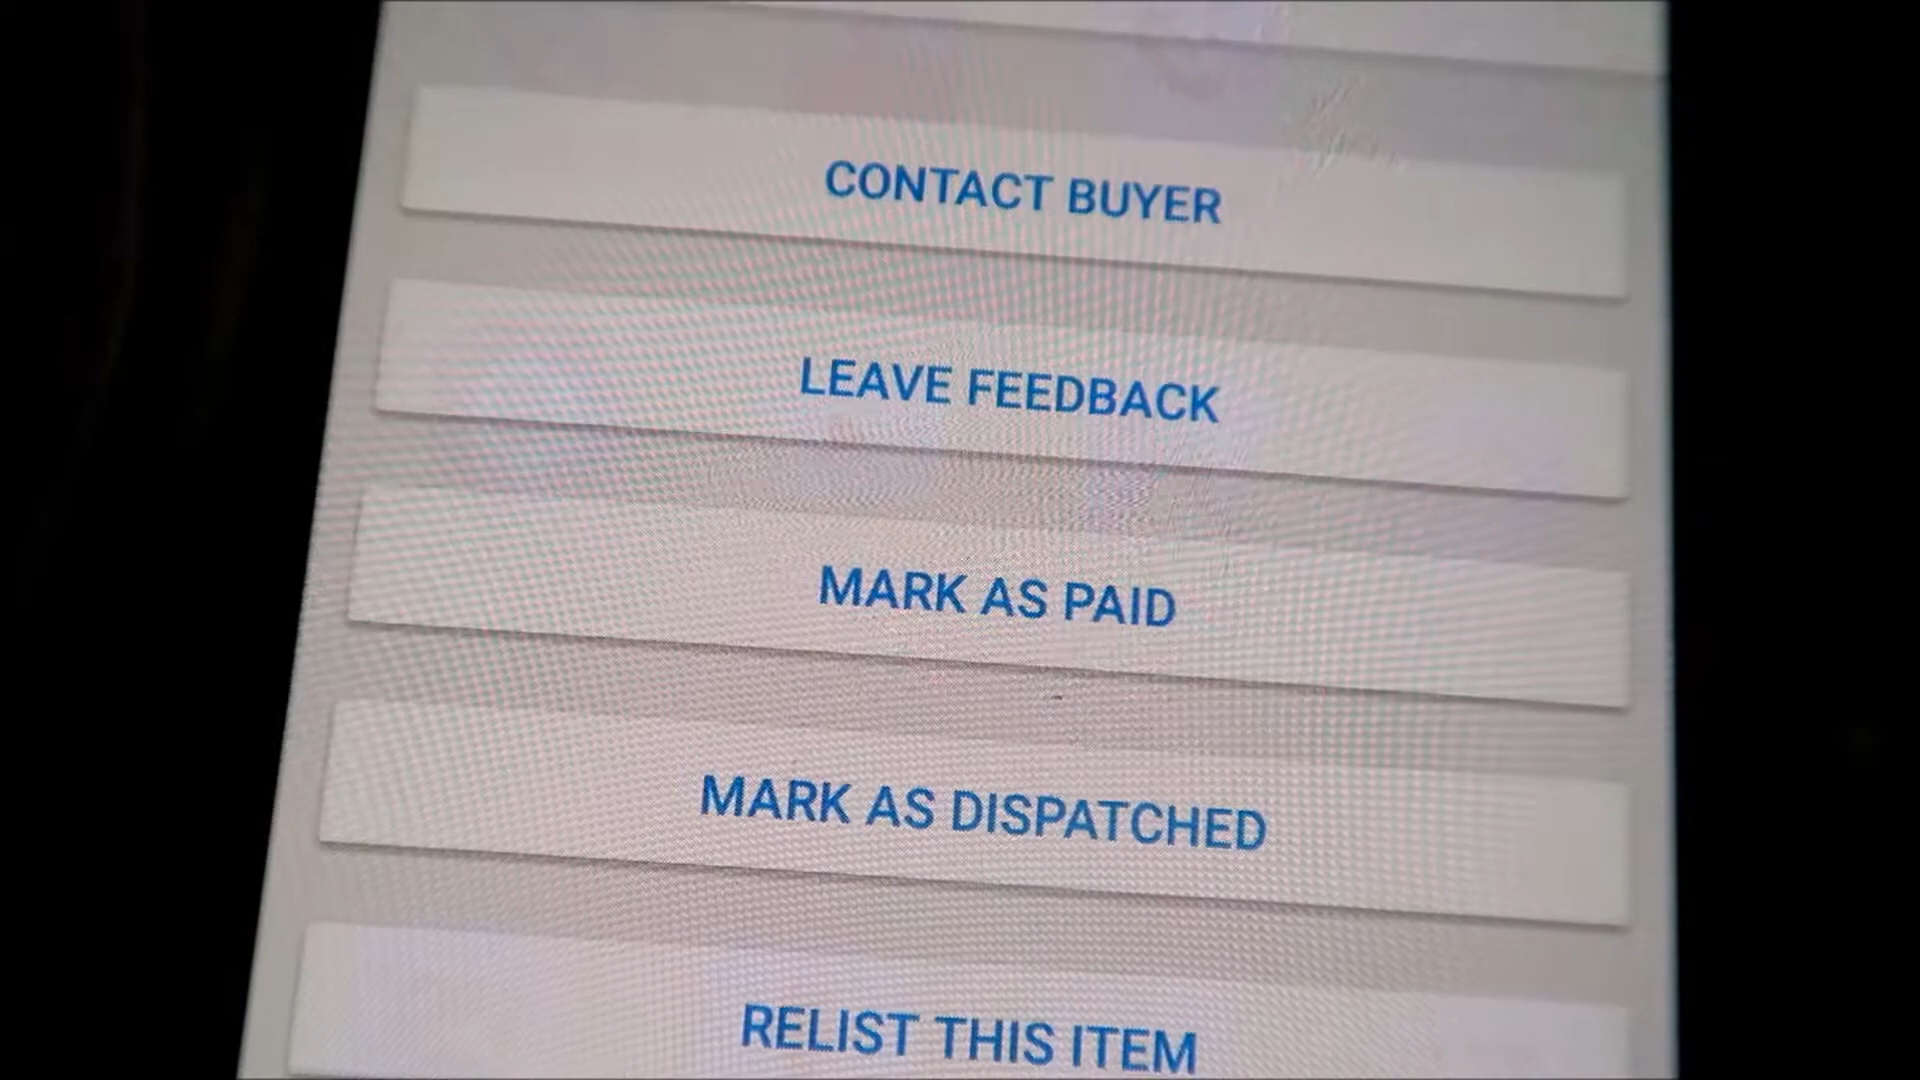 CONTACT BUYER
LEAVE FEEDBACK
MARK AS PAID
MARK AS DISPATCHED
RELIST THIS ITEM